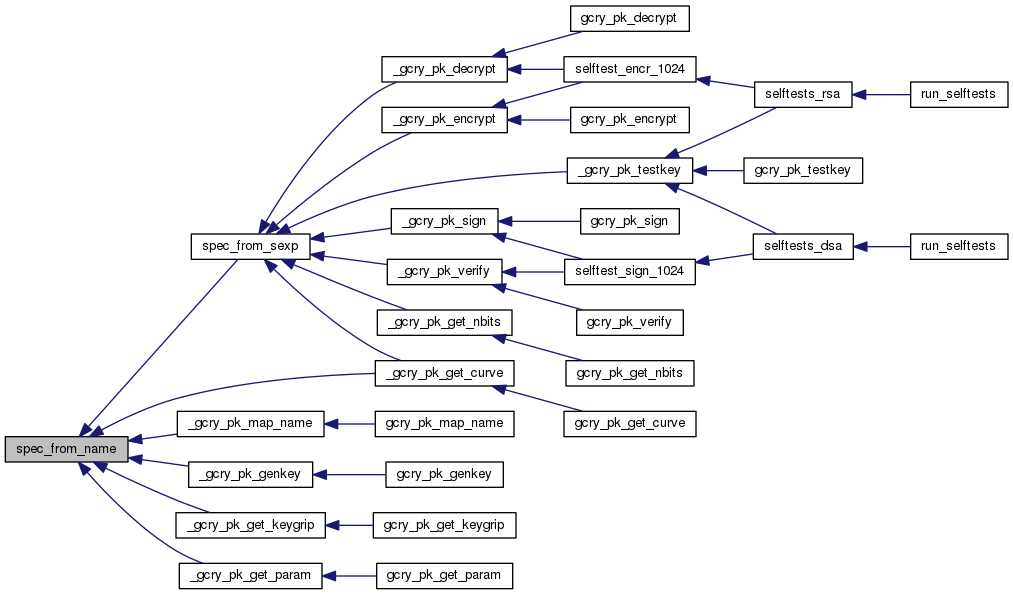 gcry_pk_decrypt
_gcry_pk_decrypt
selftest_encr_1024
selftests_rsa
run_selftests
_gcry_pk_encrypt
gcry_pk_encrypt
_gcry_pk_testkey
gcry_pk_testkey
_gcry_pk_sign
gcry_pk_sign
spec_from_sexp
selftests_dsa
run_selftests
_gcry_pk_verify
selftest_sign_1024
_gcry_pk_get_nbits
gcry_pk_verify
_gcry_pk_get_curve
gcry_pk_get_nbits
_gcry_pk_map_name
gcry_pk_map_name
gcry_pk_get_curve
spec_from_name
_gcry_pk_genkey
gcry_pk_genkey
_gcry_pk_get_keygrip
gcry_pk_get_keygrip
_gcry_pk_get_param
gcry_pk_get_param